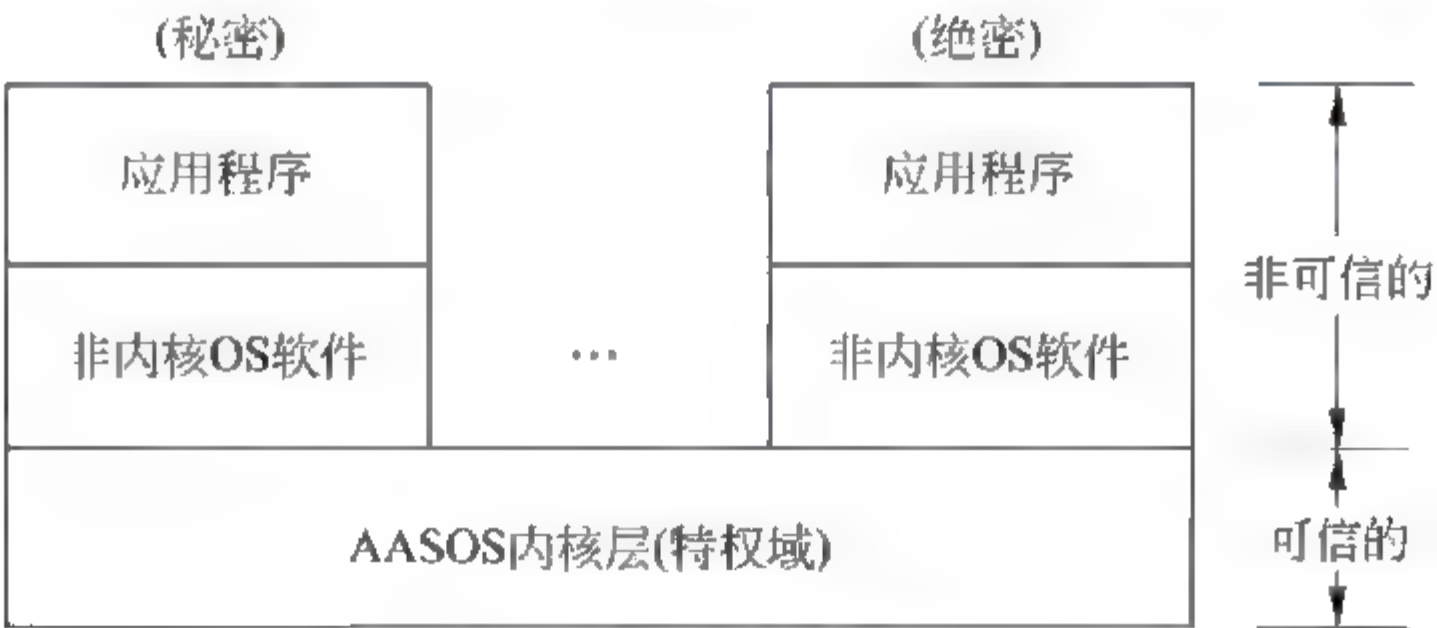 (秘密)
(绝密)
应用程序
应用程序
非可信的
非内核OS软件
...
非内核OS软件
AASOS内核层(特权域)
可信的